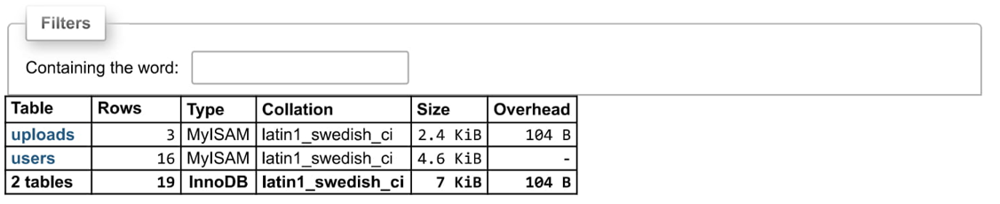 Filters
Containing the word:
Table Rows Type Collation Size Overhead
uploads 3 MyISAM latin1_swedish_ci 2.4 KiB 104 B
users 16 MyISAM latin1_swedish_ci 4.6 KiB -
2 tables 19 InnoDB latin1_swedish_ci 7 KiB 104 B